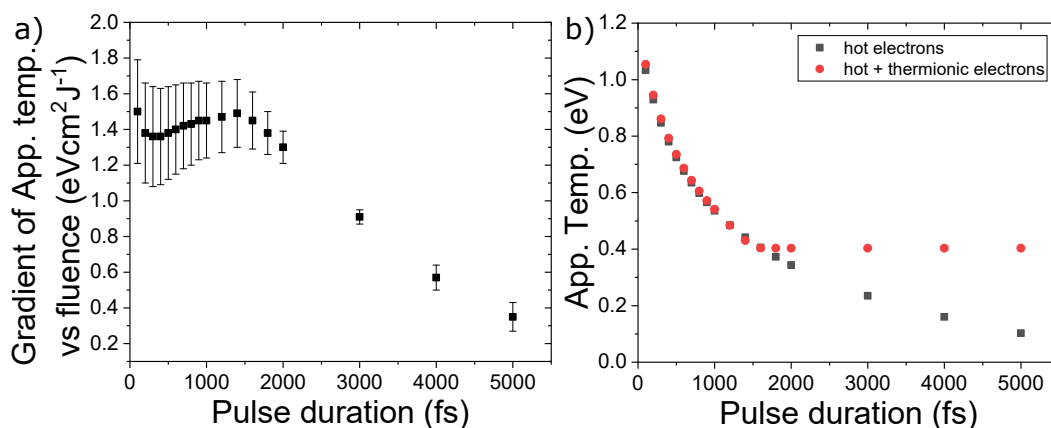 a)
Gradient of App. temp.
vs fluence (eVcm² J⁻¹)
2.0
1.8
1.6
1.4
1.2
1.0
0.8
0.6
0.4
0.2
0 1000 2000 3000 4000 5000
Pulse duration (fs)
b)
App. Temp. (eV)
1.2
1.0
0.8
0.6
0.4
0.2
0.0
hot electrons
hot + thermionic electrons
0 1000 2000 3000 4000 5000
Pulse duration (fs)